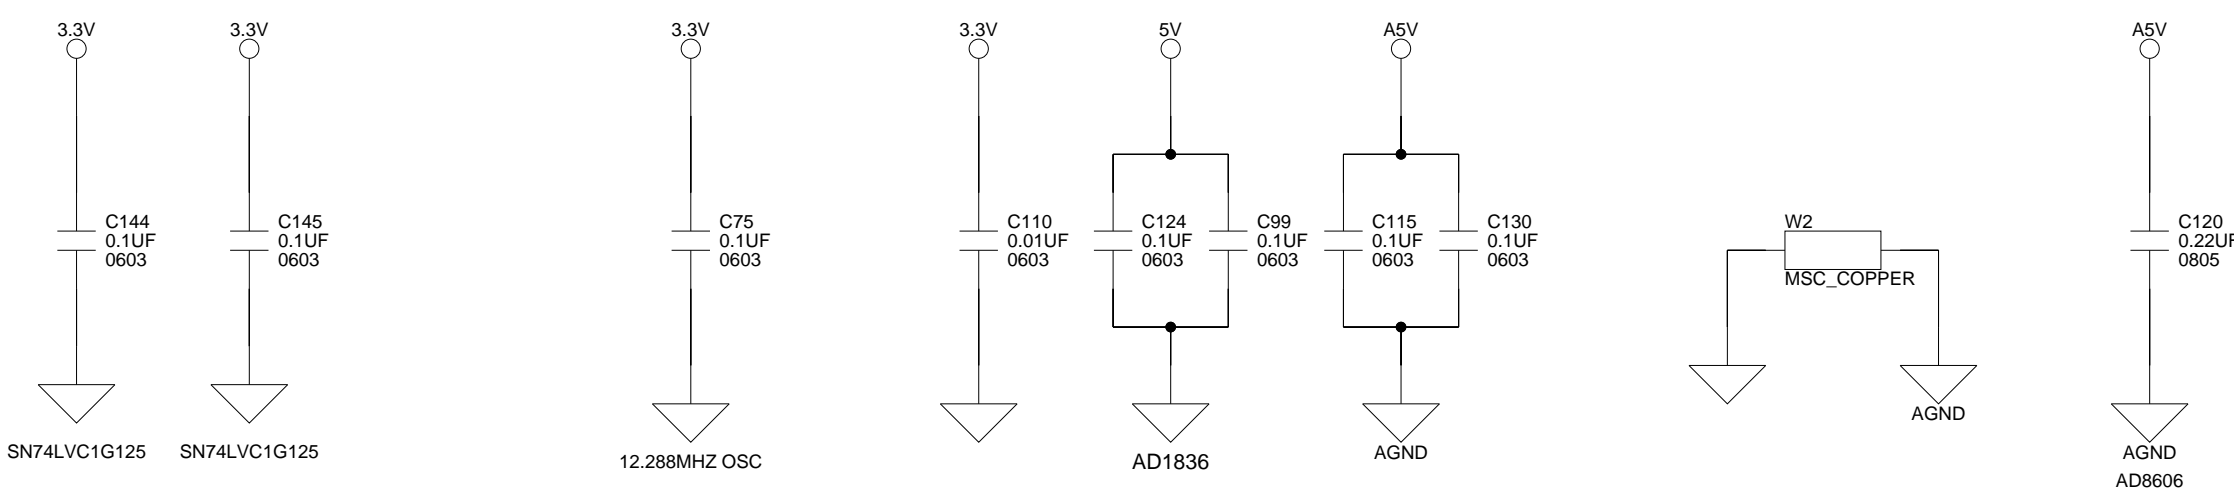 3.3V
3.3V
3.3V
3.3V
5V
A5V
A5V
C144
0.1UF
0603
C145
0.1UF
0603
C75
0.1UF
0603
C110
0.01UF
0603
C124
0.1UF
0603
C99
0.1UF
0603
C115
0.1UF
0603
C130
0.1UF
0603
W2
MSC_COPPER
C120
0.22UF
0805
AGND
SN74LVC1G125
SN74LVC1G125
12.288MHZ OSC
AD1836
AGND
AGND
AD8606